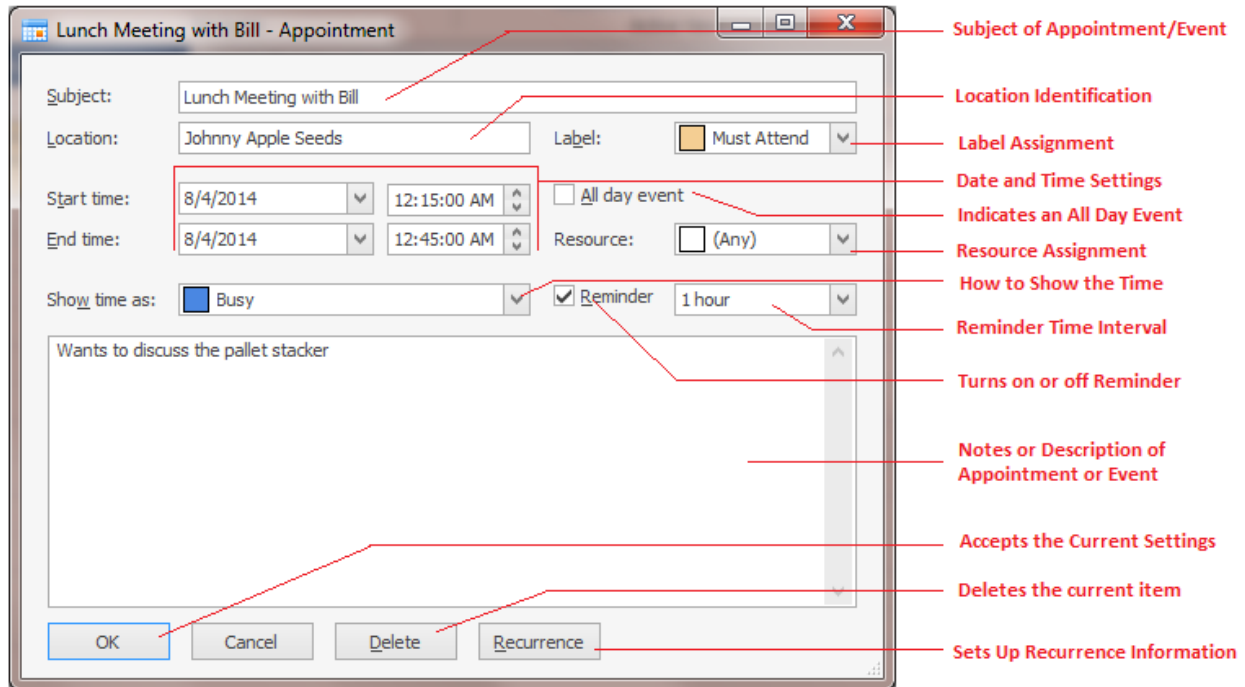 Lunch Meeting with Bill - Appointment
Subject of Appointment/Event
Subject: Lunch Meeting with Bill
Location Identification
Location: Johnny Apple Seeds Label: Must Attend
Label Assignment
Date and Time Settings
Start time: 8/4/2014 12:15:00 AM All day event
Indicates an All Day Event
End time: 8/4/2014 12:45:00 AM Resource: (Any)
Resource Assignment
How to Show the Time
Show time as: Busy Reminder 1 hour
Reminder Time Interval
Wants to discuss the pallet stacker
Turns on or off Reminder
Notes or Description of
Appointment or Event
Accepts the Current Settings
Deletes the current item
OK Cancel Delete Recurrence
Sets Up Recurrence Information